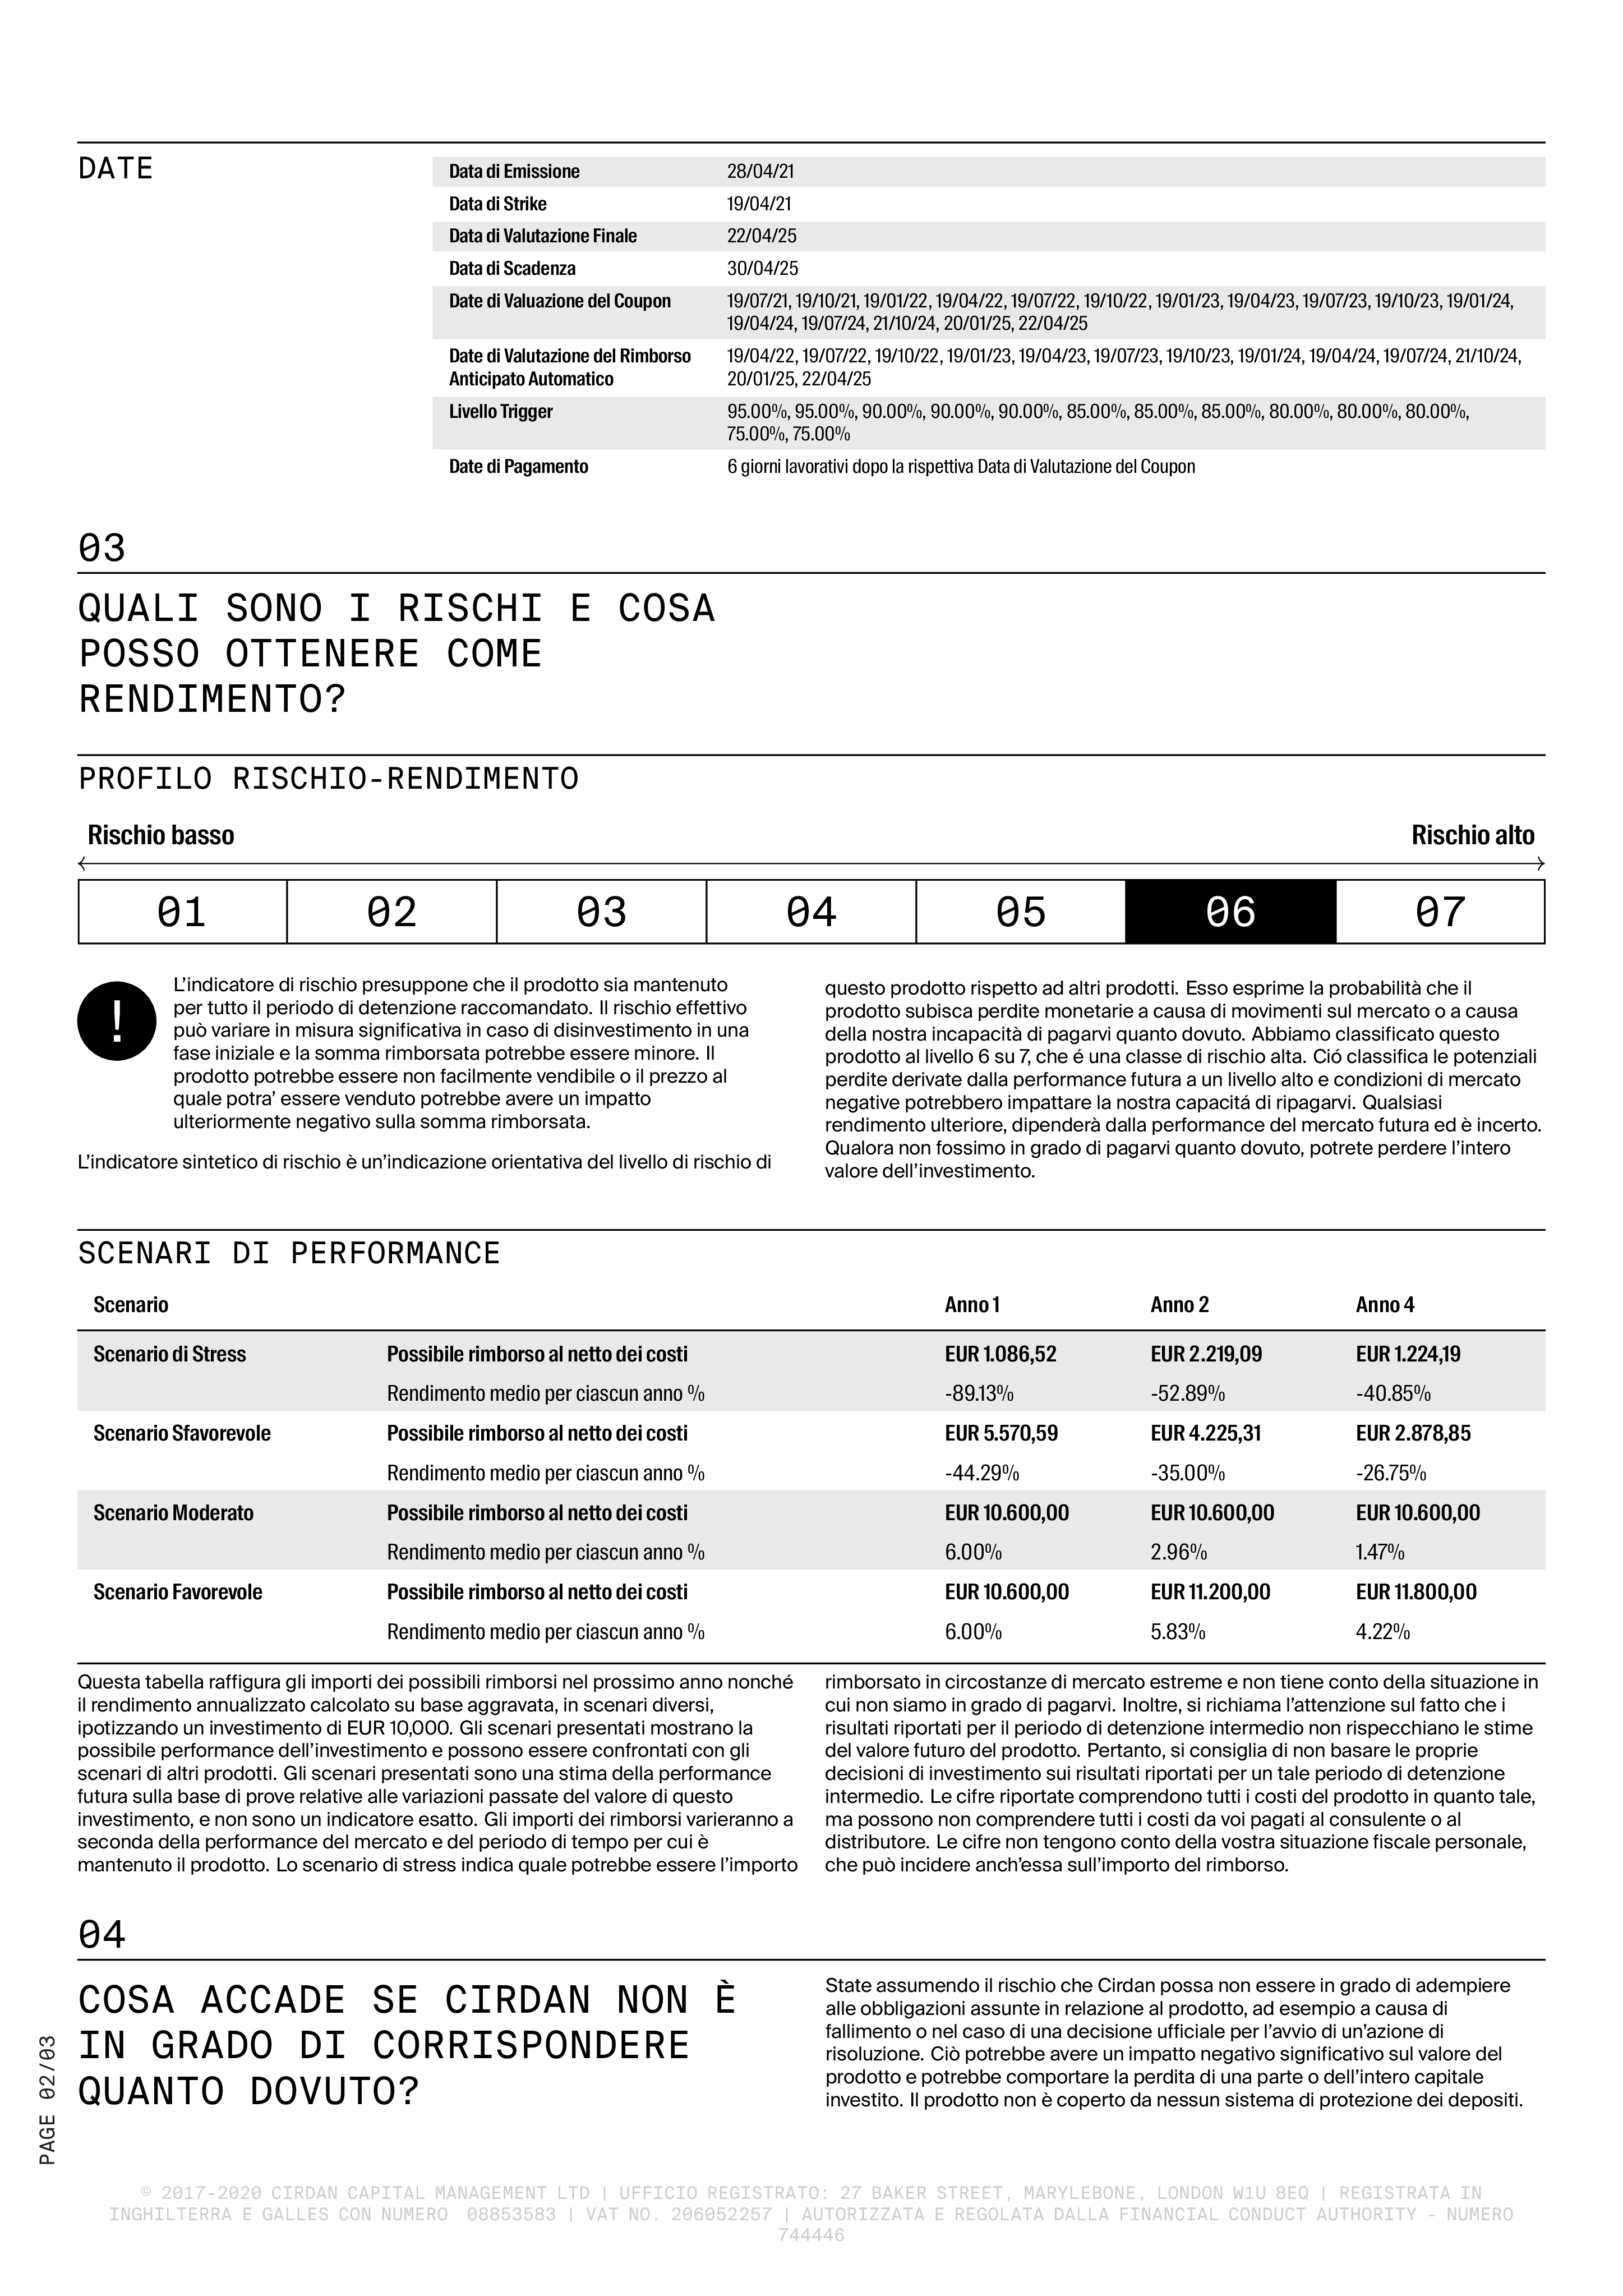 DATE
Data di Emissione 28/04/21
Data di Strike 19/04/21
Data di Valutazione Finale 22/04/25
Data di Scadenza 30/04/25
Date di Valuazione del Coupon 19/07/21, 19/10/21, 19/01/22, 19/04/22, 19/07/22, 19/10/22, 19/01/23, 19/04/23, 19/07/23, 19/10/23, 19/01/24,
19/04/24, 19/07/24, 21/10/24, 20/01/25, 22/04/25
Date di Valutazione del Rimborso 19/04/22, 19/07/22, 19/10/22, 19/01/23, 19/04/23, 19/07/23, 19/10/23, 19/01/24, 19/04/24, 19/07/24, 21/10/24,
Anticipato Automatico 20/01/25, 22/04/25
Livello Trigger 95.00%, 95.00%, 90.00%, 90.00%, 90.00%, 85.00%, 85.00%, 85.00%, 80.00%, 80.00%, 80.00%,
75.00%, 75.00%
Date di Pagamento 6 giorni lavorativi dopo la rispettiva Data di Valutazione del Coupon
03
QUALI SONO I RISCHI E COSA
POSSO OTTENERE COME
RENDIMENTO?
PROFILO RISCHIO-RENDIMENTO
Rischio basso Rischio alto
01 02 03 04 05 06 07
!
L'indicatore di rischio presuppone che il prodotto sia mantenuto
per tutto il periodo di detenzione raccomandato. Il rischio effettivo
può variare in misura significativa in caso di disinvestimento in una
fase iniziale e la somma rimborsata potrebbe essere minore. Il
prodotto potrebbe essere non facilmente vendibile o il prezzo al
quale potra' essere venduto potrebbe avere un impatto
ulteriormente negativo sulla somma rimborsata.
L'indicatore sintetico di rischio è un'indicazione orientativa del livello di rischio di
questo prodotto rispetto ad altri prodotti. Esso esprime la probabilità che il
prodotto subisca perdite monetarie a causa di movimenti sul mercato o a causa
della nostra incapacità di pagarvi quanto dovuto. Abbiamo classificato questo
prodotto al livello 6 su 7, che é una classe di rischio alta. Ció classifica le potenziali
perdite derivate dalla performance futura a un livello alto e condizioni di mercato
negative potrebbero impattare la nostra capacitá di ripagarvi. Qualsiasi
rendimento ulteriore, dipenderà dalla performance del mercato futura ed è incerto.
Qualora non fossimo in grado di pagarvi quanto dovuto, potrete perdere l'intero
valore dell'investimento.
SCENARI DI PERFORMANCE
Scenario Anno 1 Anno 2 Anno 4
Scenario di Stress Possibile rimborso al netto dei costi EUR 1.086,52 EUR 2.219,09 EUR 1.224,19
Rendimento medio per ciascun anno % -89.13% -52.89% -40.85%
Scenario Sfavorevole Possibile rimborso al netto dei costi EUR 5.570,59 EUR 4.225,31 EUR 2.878,85
Rendimento medio per ciascun anno % -44.29% -35.00% -26.75%
Scenario Moderato Possibile rimborso al netto dei costi EUR 10.600,00 EUR 10.600,00 EUR 10.600,00
Rendimento medio per ciascun anno % 6.00% 2.96% 1.47%
Scenario Favorevole Possibile rimborso al netto dei costi EUR 10.600,00 EUR 11.200,00 EUR 11.800,00
Rendimento medio per ciascun anno % 6.00% 5.83% 4.22%
Questa tabella raffigura gli importi dei possibili rimborsi nel prossimo anno nonché
il rendimento annualizzato calcolato su base aggravata, in scenari diversi,
ipotizzando un investimento di EUR 10,000. Gli scenari presentati mostrano la
possibile performance dell'investimento e possono essere confrontati con gli
scenari di altri prodotti. Gli scenari presentati sono una stima della performance
futura sulla base di prove relative alle variazioni passate del valore di questo
investimento, e non sono un indicatore esatto. Gli importi dei rimborsi varieranno a
seconda della performance del mercato e del periodo di tempo per cui è
mantenuto il prodotto. Lo scenario di stress indica quale potrebbe essere l'importo
rimborsato in circostanze di mercato estreme e non tiene conto della situazione in
cui non siamo in grado di pagarvi. Inoltre, si richiama l'attenzione sul fatto che i
risultati riportati per il periodo di detenzione intermedio non rispecchiano le stime
del valore futuro del prodotto. Pertanto, si consiglia di non basare le proprie
decisioni di investimento sui risultati riportati per un tale periodo di detenzione
intermedio. Le cifre riportate comprendono tutti i costi del prodotto in quanto tale,
ma possono non comprendere tutti i costi da voi pagati al consulente o al
distributore. Le cifre non tengono conto della vostra situazione fiscale personale,
che può incidere anch'essa sull'importo del rimborso.
04
COSA ACCADE SE CIRDAN NON È
IN GRADO DI CORRISPONDERE
QUANTO DOVUTO?
State assumendo il rischio che Cirdan possa non essere in grado di adempiere
alle obbligazioni assunte in relazione al prodotto, ad esempio a causa di
fallimento o nel caso di una decisione ufficiale per l'avvio di un'azione di
risoluzione. Ciò potrebbe avere un impatto negativo significativo sul valore del
prodotto e potrebbe comportare la perdita di una parte o dell'intero capitale
investito. Il prodotto non è coperto da nessun sistema di protezione dei depositi.
PAGE 02/03
© 2017-2020 CIRDAN CAPITAL MANAGEMENT LTD | UFFICIO REGISTRATO: 27 BAKER STREET, MARYLEBONE, LONDON W1U 8EQ | REGISTRATA IN
INGHILTERRA E GALLES CON NUMERO 08853583 | VAT NO. 206052257 | AUTORIZZATA E REGOLATA DALLA FINANCIAL CONDUCT AUTHORITY - NUMERO
744446